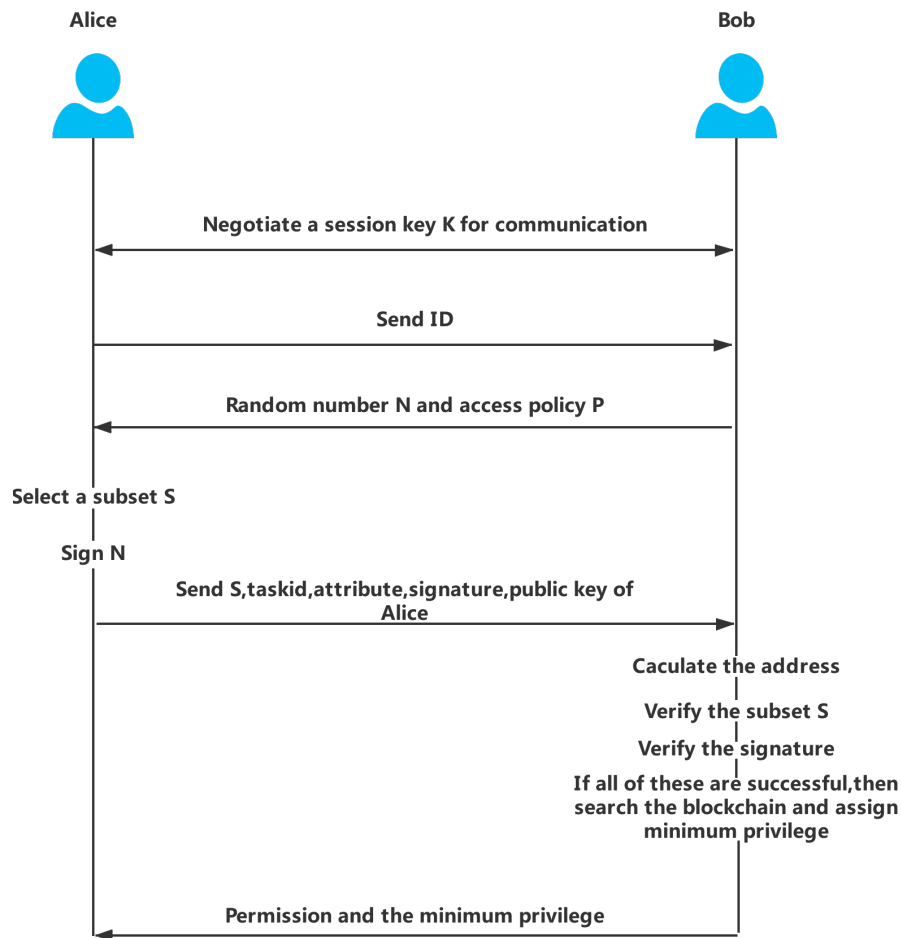 Alice
Bob
Negotiate a session key K for communication
Send ID
Random number N and access policy P
Select a subset S
Sign N
Send S,taskid,attribute,signature,public key of
Alice
Caculate the address
Verify the subset S
Verify the signature
If all of these are successful,then
search the blockchain and assign
minimum privilege
Permission and the minimum privilege